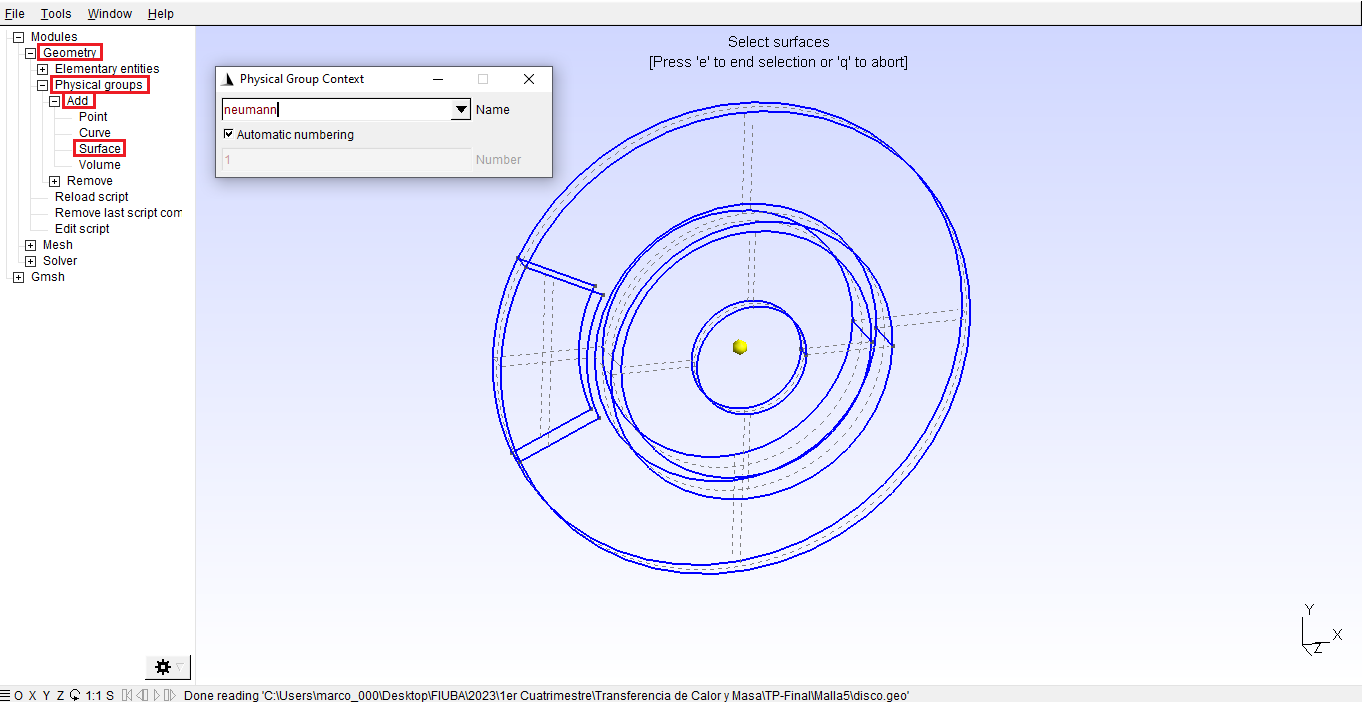 File Tools Window Help
Modules
Geometry
Elementary entities
Physical groups
Add
Point
Curve
Surface
Volume
Remove
Reload script
Remove last script com
Edit script
Mesh
Solver
Gmsh
Select surfaces
[Press 'e' to end selection or 'q' to abort]
Physical Group Context
neumann Name
Automatic numbering
1 Number
Y
X
Z
O X Y Z 1:1 S Done reading 'C:\Users\marco_000\Desktop\FIUBA\2023\1er Cuatrimestre\Transferencia de Calor y Masa\TP-Final\Malla5\disco.geo'